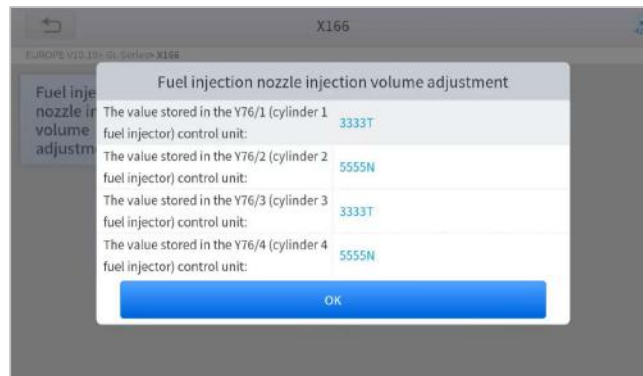 X166
EUROPE V10.19> GL Series> X166
Fuel inje
nozzle ir
volume
adjustm
Fuel injection nozzle injection volume adjustment
The value stored in the Y76/1 (cylinder 1
fuel injector) control unit:
3333T
The value stored in the Y76/2 (cylinder 2
fuel injector) control unit:
5555N
The value stored in the Y76/3 (cylinder 3
fuel injector) control unit:
3333T
The value stored in the Y76/4 (cylinder 4
fuel injector) control unit:
5555N
OK